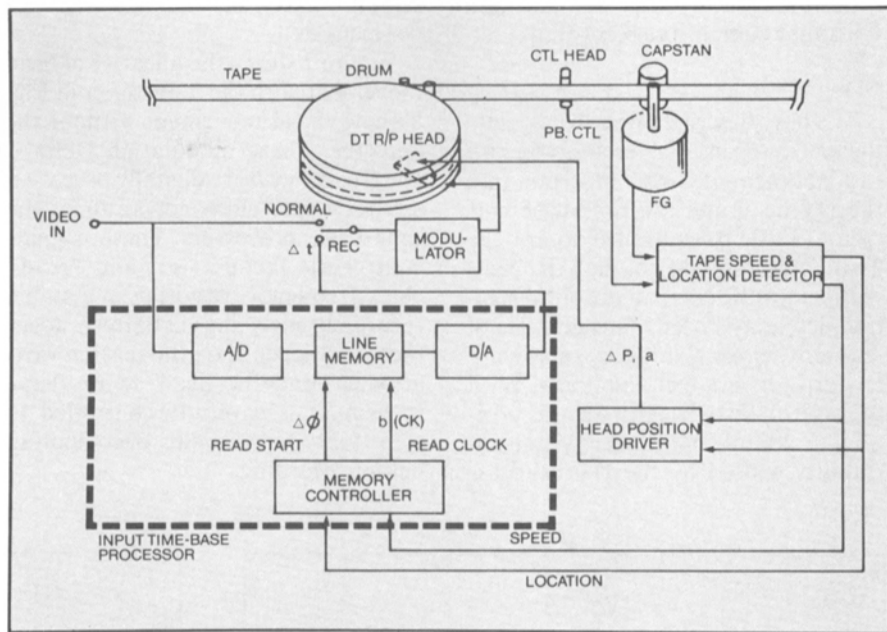 TAPE
DRUM
CTL HEAD
CAPSTAN
DT R/P HEAD
PB. CTL
FG
VIDEO
IN
NORMAL
△ REC
MODU-
LATOR
TAPE SPEED &
LOCATION DETECTOR
A/D
LINE
MEMORY
D/A
△ P, a
△ϕ
b (CK)
READ START
READ CLOCK
HEAD POSITION
DRIVER
MEMORY
CONTROLLER
INPUT TIME-BASE
PROCESSOR
SPEED
LOCATION